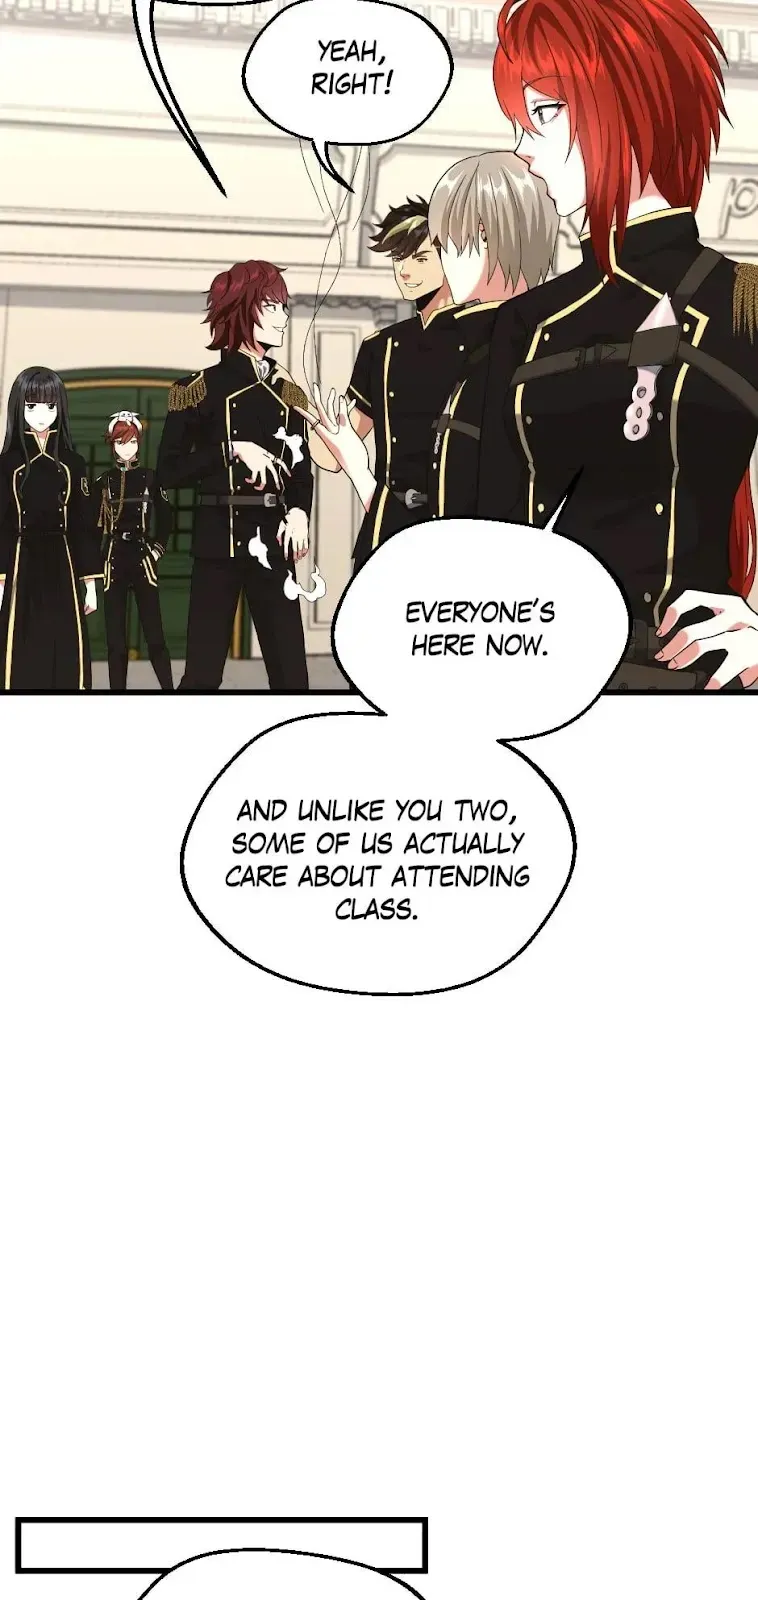 YEAH,
RIGHT!
EVERYONE'S
HERE NOW.
AND UNLIKE YOU TWO,
SOME OF US ACTUALLY
CARE ABOUT ATTENDING
CLASS.